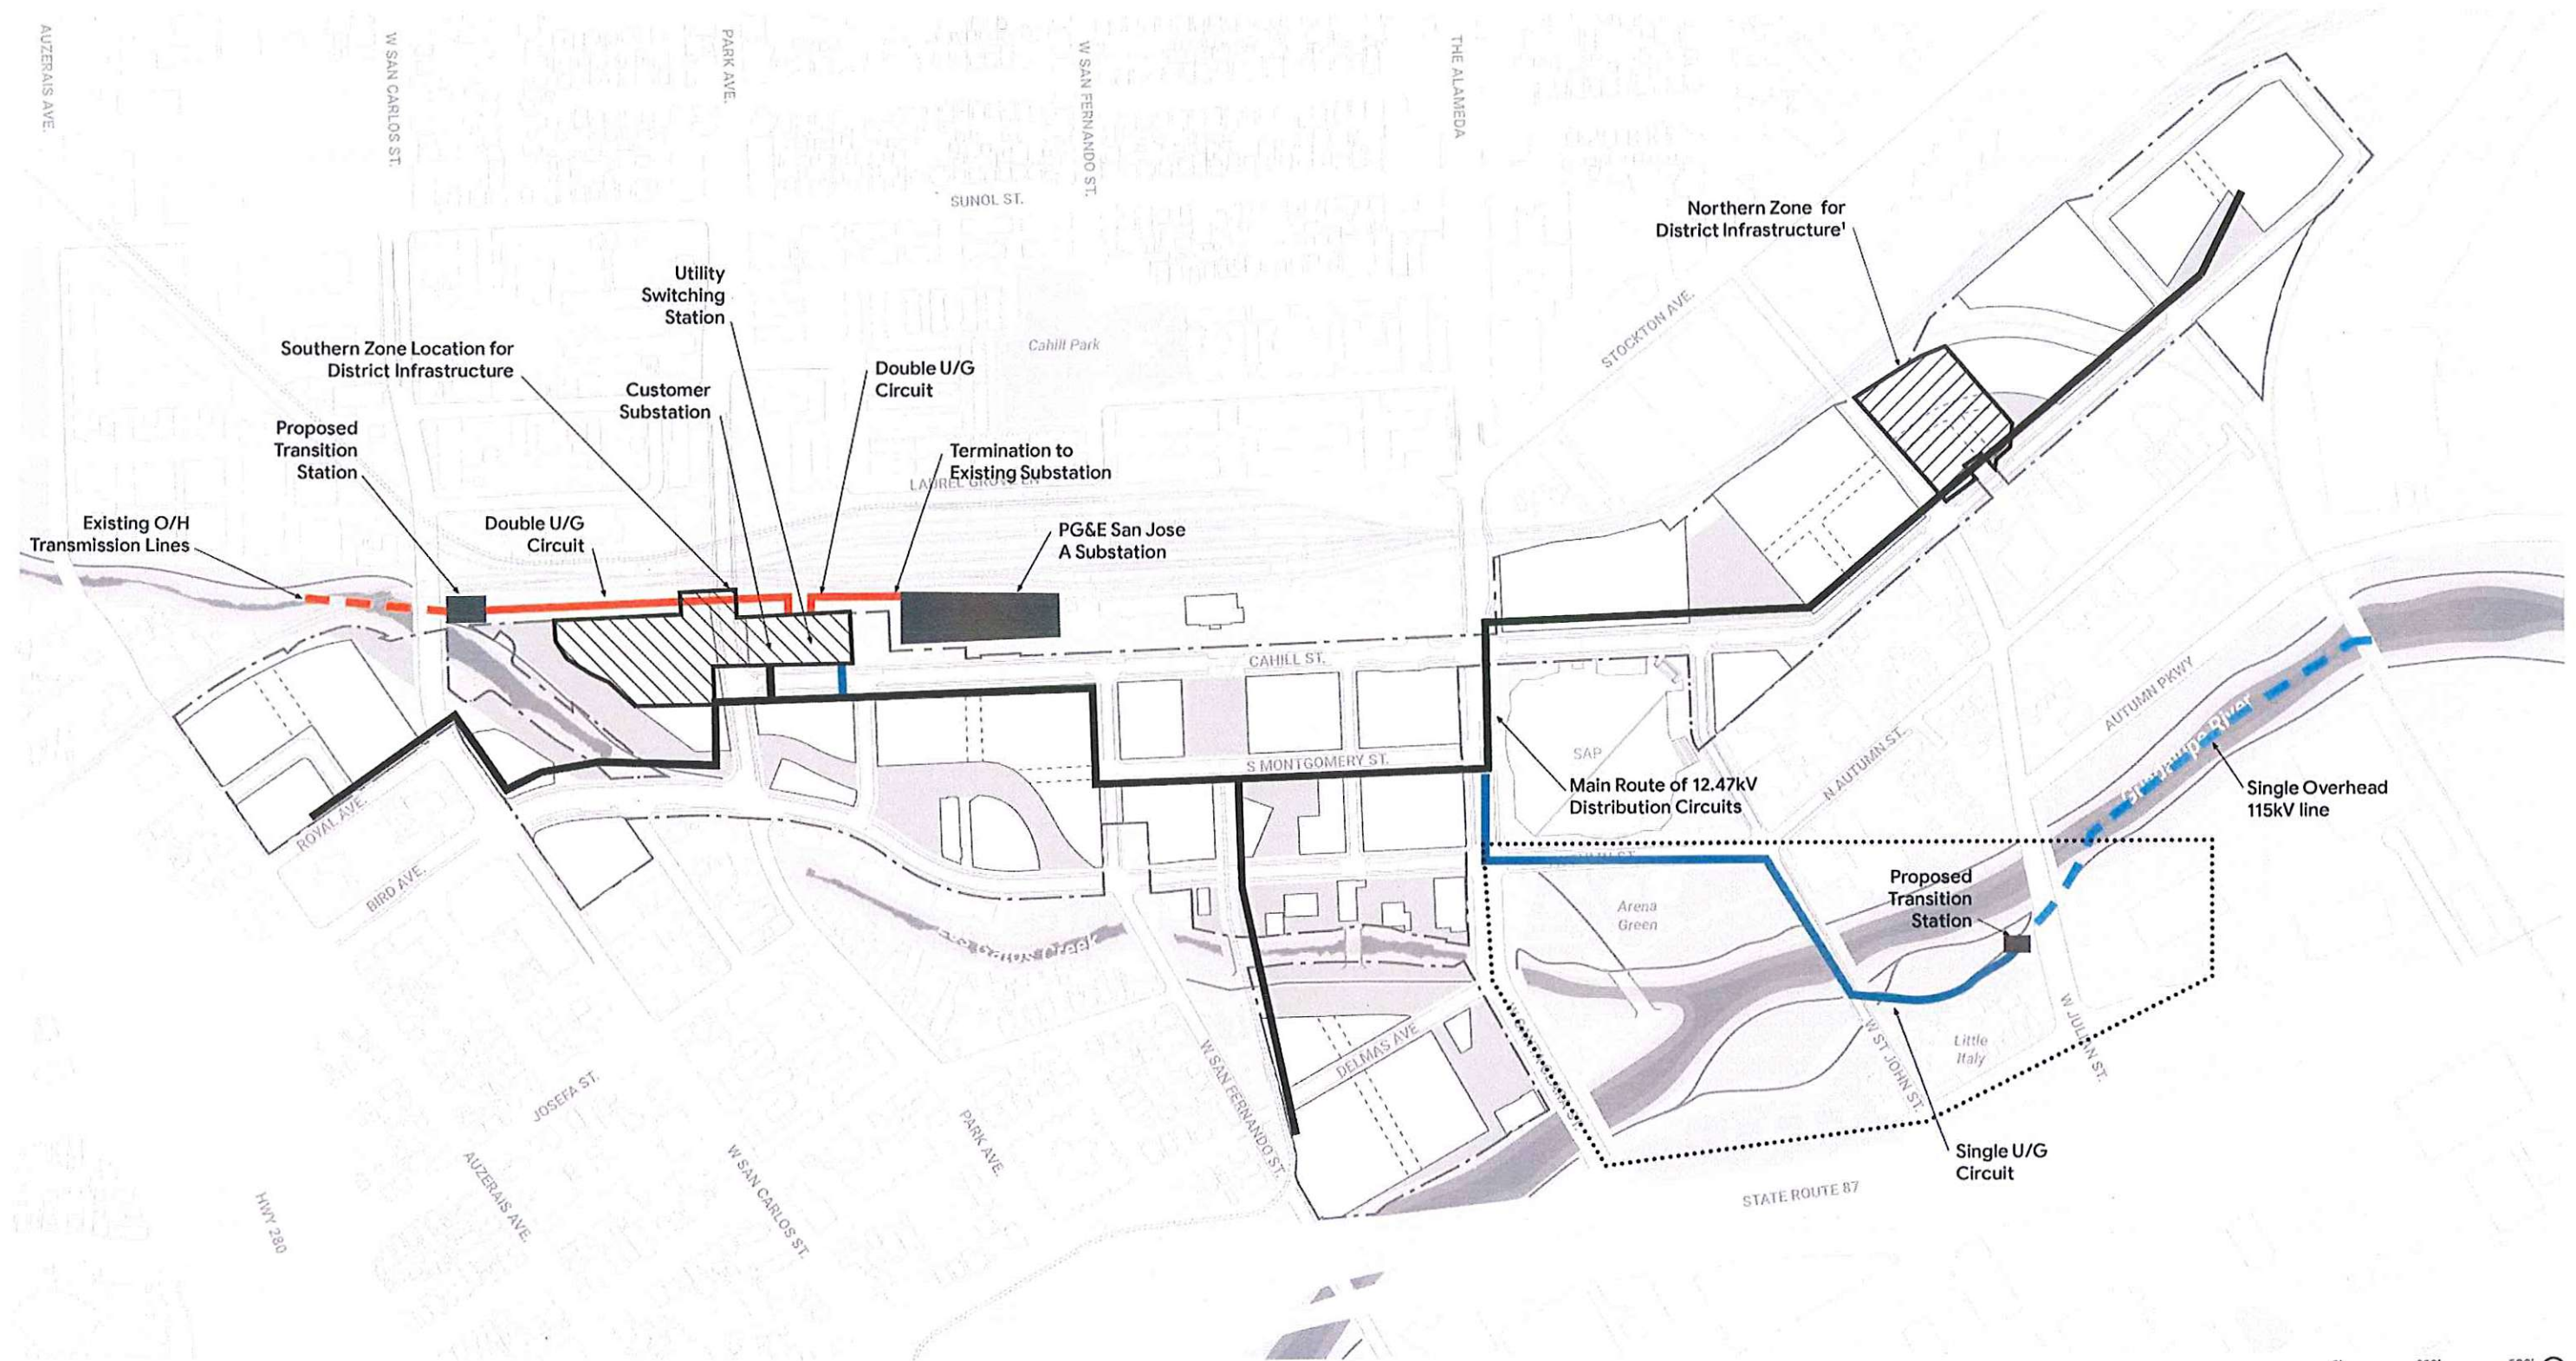 AUZERAIS AVE.
W SAN CARLOS ST.
PARK AVE.
W SAN FERNANDO ST.
THE ALAMEDA
SUNOL ST.
Northern Zone for
District Infrastructure¹
STOCKTON AVE.
Utility
Switching
Station
Cahill Park
Southern Zone Location for
District Infrastructure
Double U/G
Circuit
Customer
Substation
Proposed
Transition
Station
Termination to
Existing Substation
LAUREL GROVE LN
Existing O/H
Transmission Lines
Double U/G
Circuit
PG&E San Jose
A Substation
CAHILL ST.
S MONTGOMERY ST.
SAP
Main Route of 12.47kV
Distribution Circuits
N AUTUMN ST.
AUTUMN PKWY
Guadalupe River
Single Overhead
115kV line
ROYAL AVE.
BIRD AVE.
Proposed
Transition
Station
Arena
Green
Los Gatos Creek
Little
Italy
W JULIAN ST.
W ST JOHN ST.
DELMAS AVE
W SAN FERNANDO ST.
JOSEFA ST.
PARK AVE.
W SAN CARLOS ST.
AUZERAIS AVE.
HWY 280
Single U/G
Circuit
STATE ROUTE 87